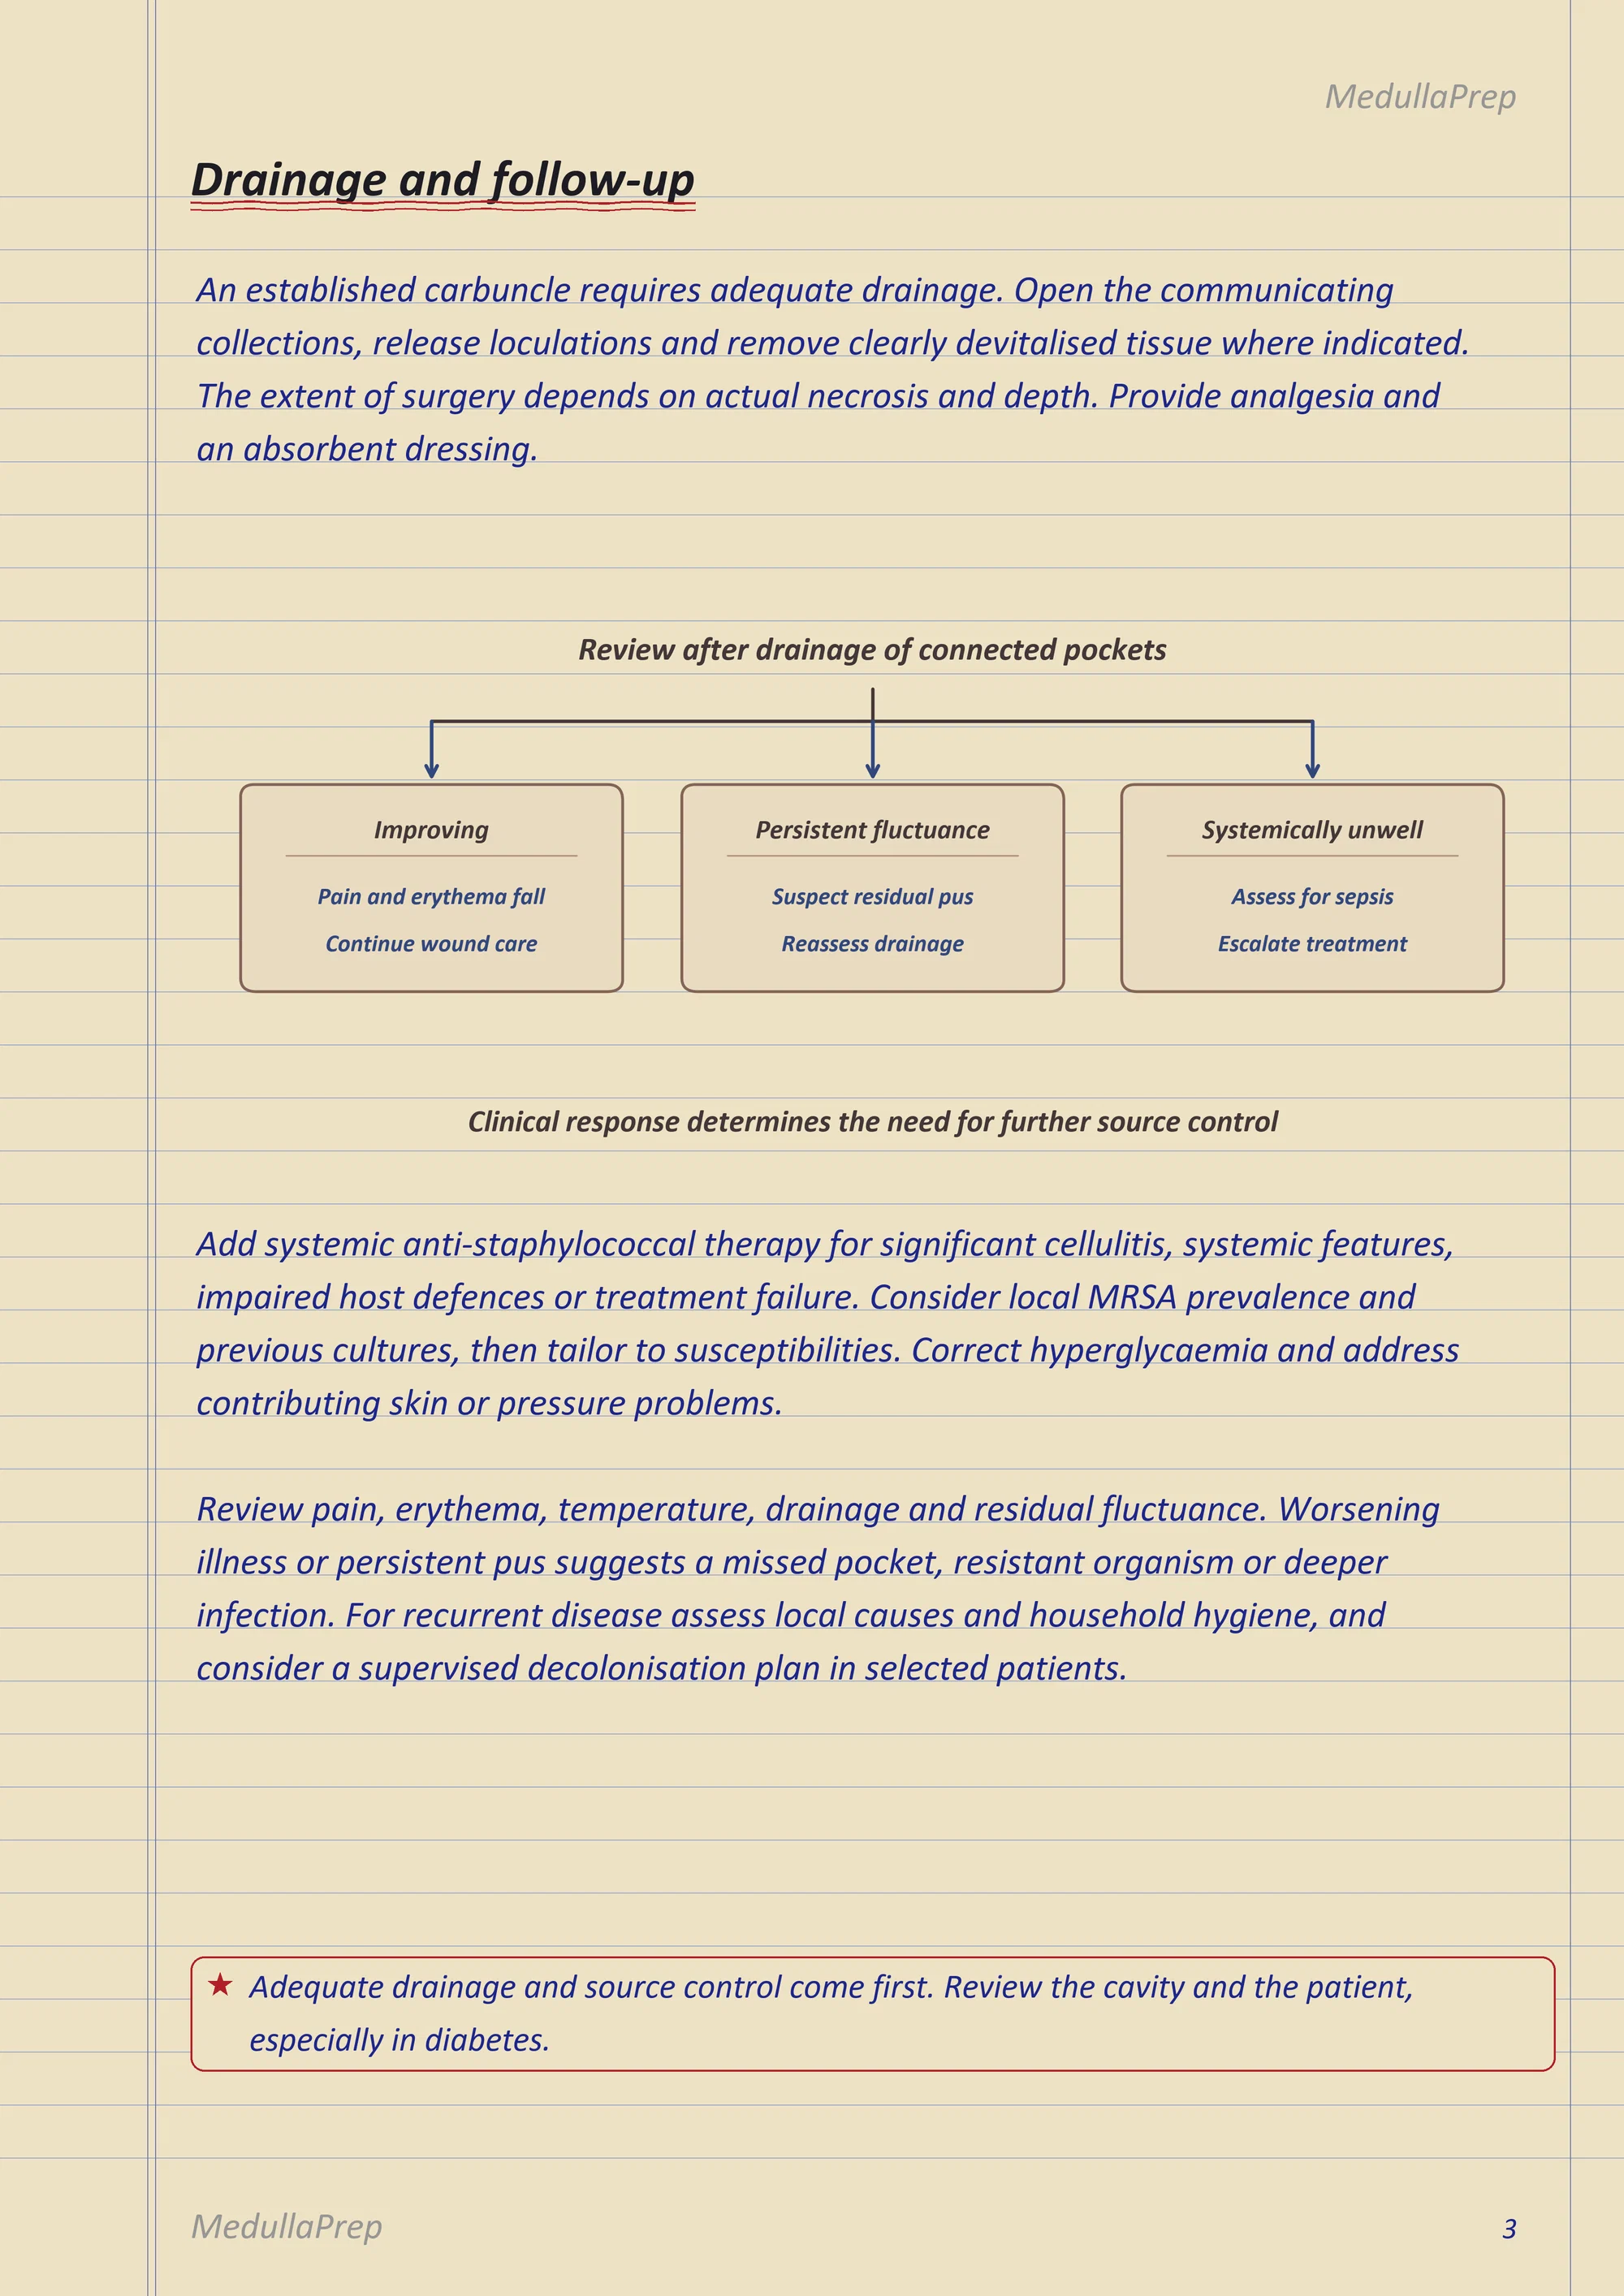 MedullaPrep
Drainage and follow-up
An established carbuncle requires adequate drainage. Open the communicating
collections, release loculations and remove clearly devitalised tissue where indicated.
The extent of surgery depends on actual necrosis and depth. Provide analgesia and
an absorbent dressing.
Review after drainage of connected pockets
Improving
Pain and erythema fall
Continue wound care
Persistent fluctuance
Suspect residual pus
Reassess drainage
Systemically unwell
Assess for sepsis
Escalate treatment
Clinical response determines the need for further source control
Add systemic anti-staphylococcal therapy for significant cellulitis, systemic features,
impaired host defences or treatment failure. Consider local MRSA prevalence and
previous cultures, then tailor to susceptibilities. Correct hyperglycaemia and address
contributing skin or pressure problems.
Review pain, erythema, temperature, drainage and residual fluctuance. Worsening
illness or persistent pus suggests a missed pocket, resistant organism or deeper
infection. For recurrent disease assess local causes and household hygiene, and
consider a supervised decolonisation plan in selected patients.
★ Adequate drainage and source control come first. Review the cavity and the patient,
especially in diabetes.
MedullaPrep
3